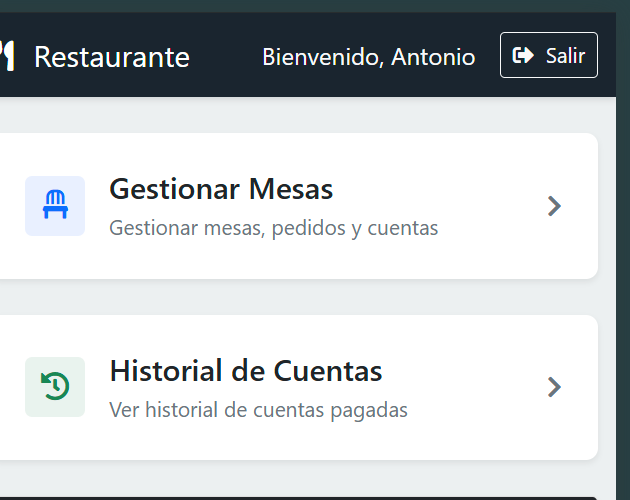 Restaurante
Bienvenido, Antonio
Salir
Gestionar Mesas
Gestionar mesas, pedidos y cuentas
Historial de Cuentas
Ver historial de cuentas pagadas